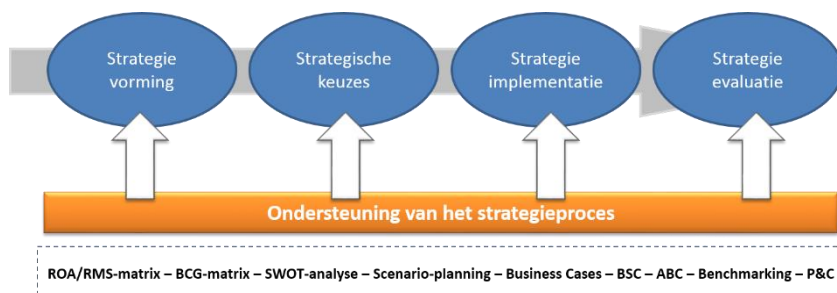 Strategie
vorming
Strategische
keuzes
Strategie
implementatie
Strategie
evaluatie
Ondersteuning van het strategieproces
ROA/RMS-matrix – BCG-matrix – SWOT-analyse – Scenario-planning – Business Cases – BSC – ABC – Benchmarking – P&C